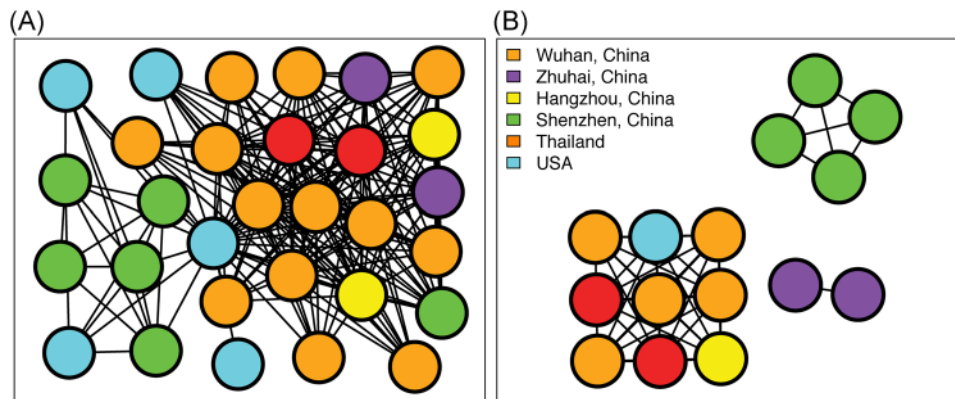 (A)
(B)
Wuhan, China
Zhuhai, China
Hangzhou, China
Shenzhen, China
Thailand
USA